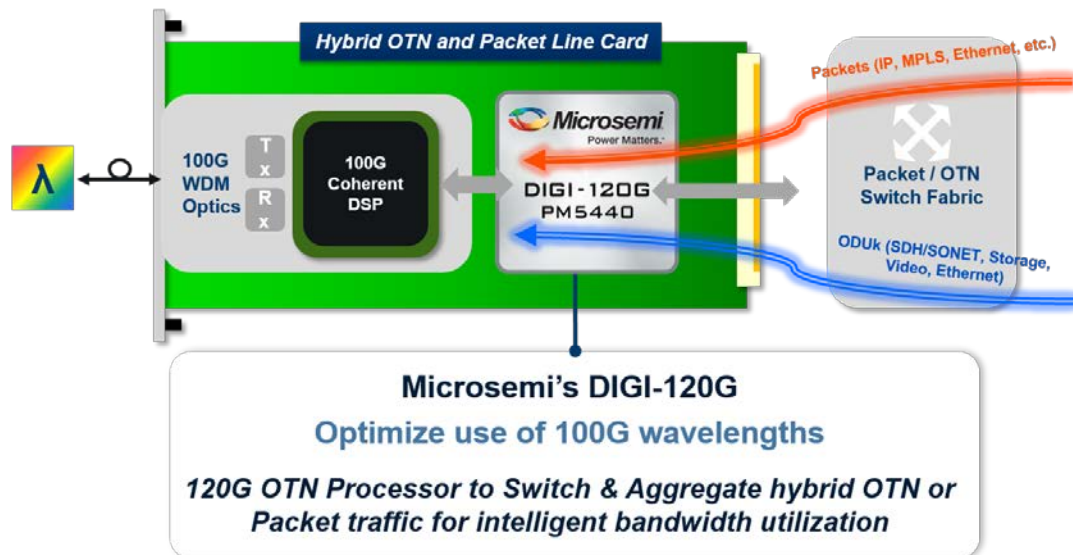 Hybrid OTN and Packet Line Card
Packets (IP, MPLS, Ethernet, etc.)
Microsemi
Power Matters.™
λ
100G
WDM
Optics
T
x
R
x
100G
Coherent
DSP
DIGI-120G
PM5440
Packet / OTN
Switch Fabric
ODUk (SDH/SONET, Storage,
Video, Ethernet)
Microsemi’s DIGI-120G
Optimize use of 100G wavelengths
120G OTN Processor to Switch & Aggregate hybrid OTN or
Packet traffic for intelligent bandwidth utilization